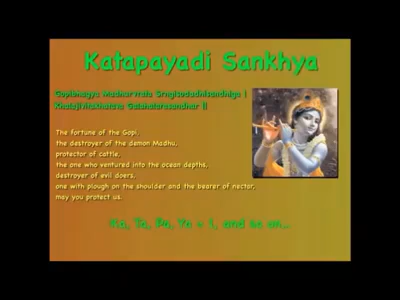 Katapayadi Sankhya
Gopibhagya Madhuvrata Srngisodadhisandhiga |
Khalajivitakhatava Galahalarasandhar ||
The fortune of the Gopi,
the destroyer of the demon Madhu,
protector of cattle,
the one who ventured into the ocean depths,
destroyer of evil doers,
one with plough on the shoulder and the bearer of nectar,
may you protect us.
Ka, Ta, Pa, Ya = 1, and so on...